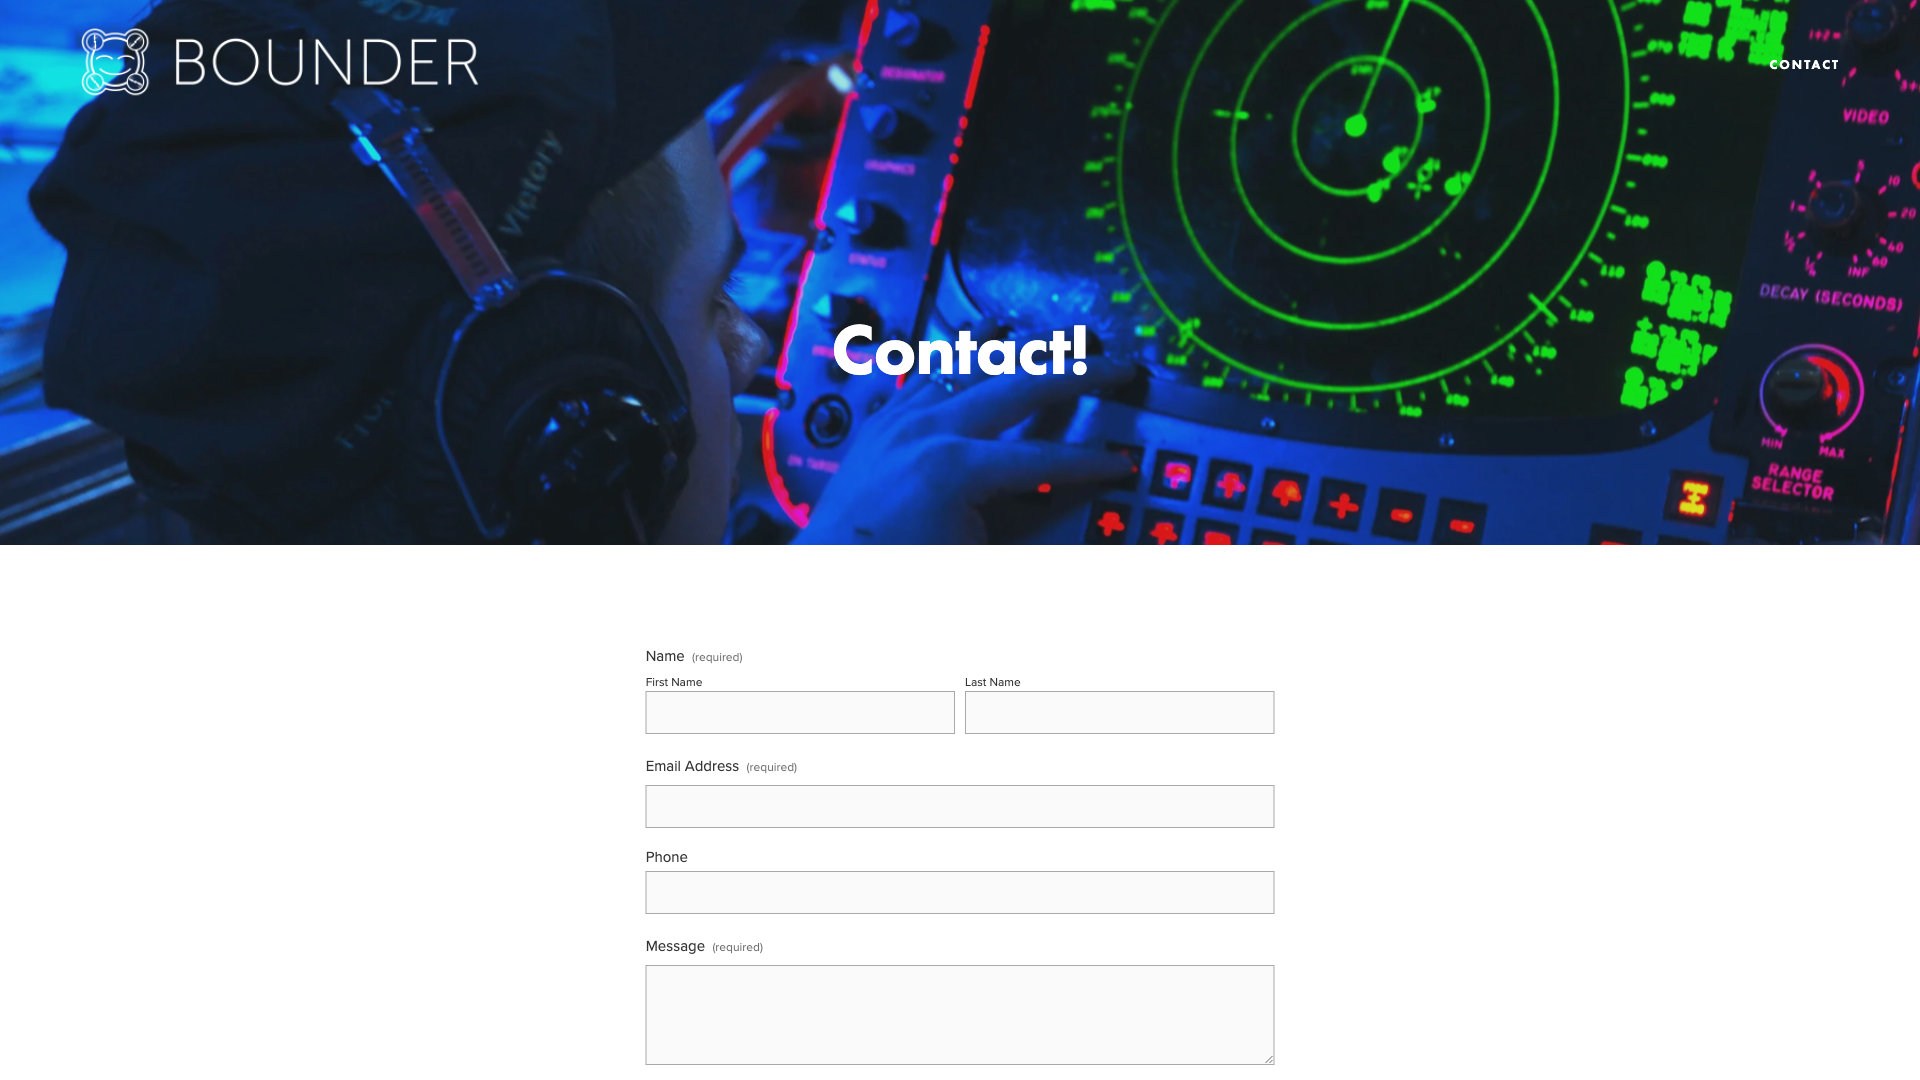 BOUNDER
CONTACT
Victory
VIDEO
DECAY (SECONDS)
MIN
MAX
RANGE
SELECTOR
Contact!
Name (required)
First Name
Last Name
Email Address (required)
Phone
Message (required)